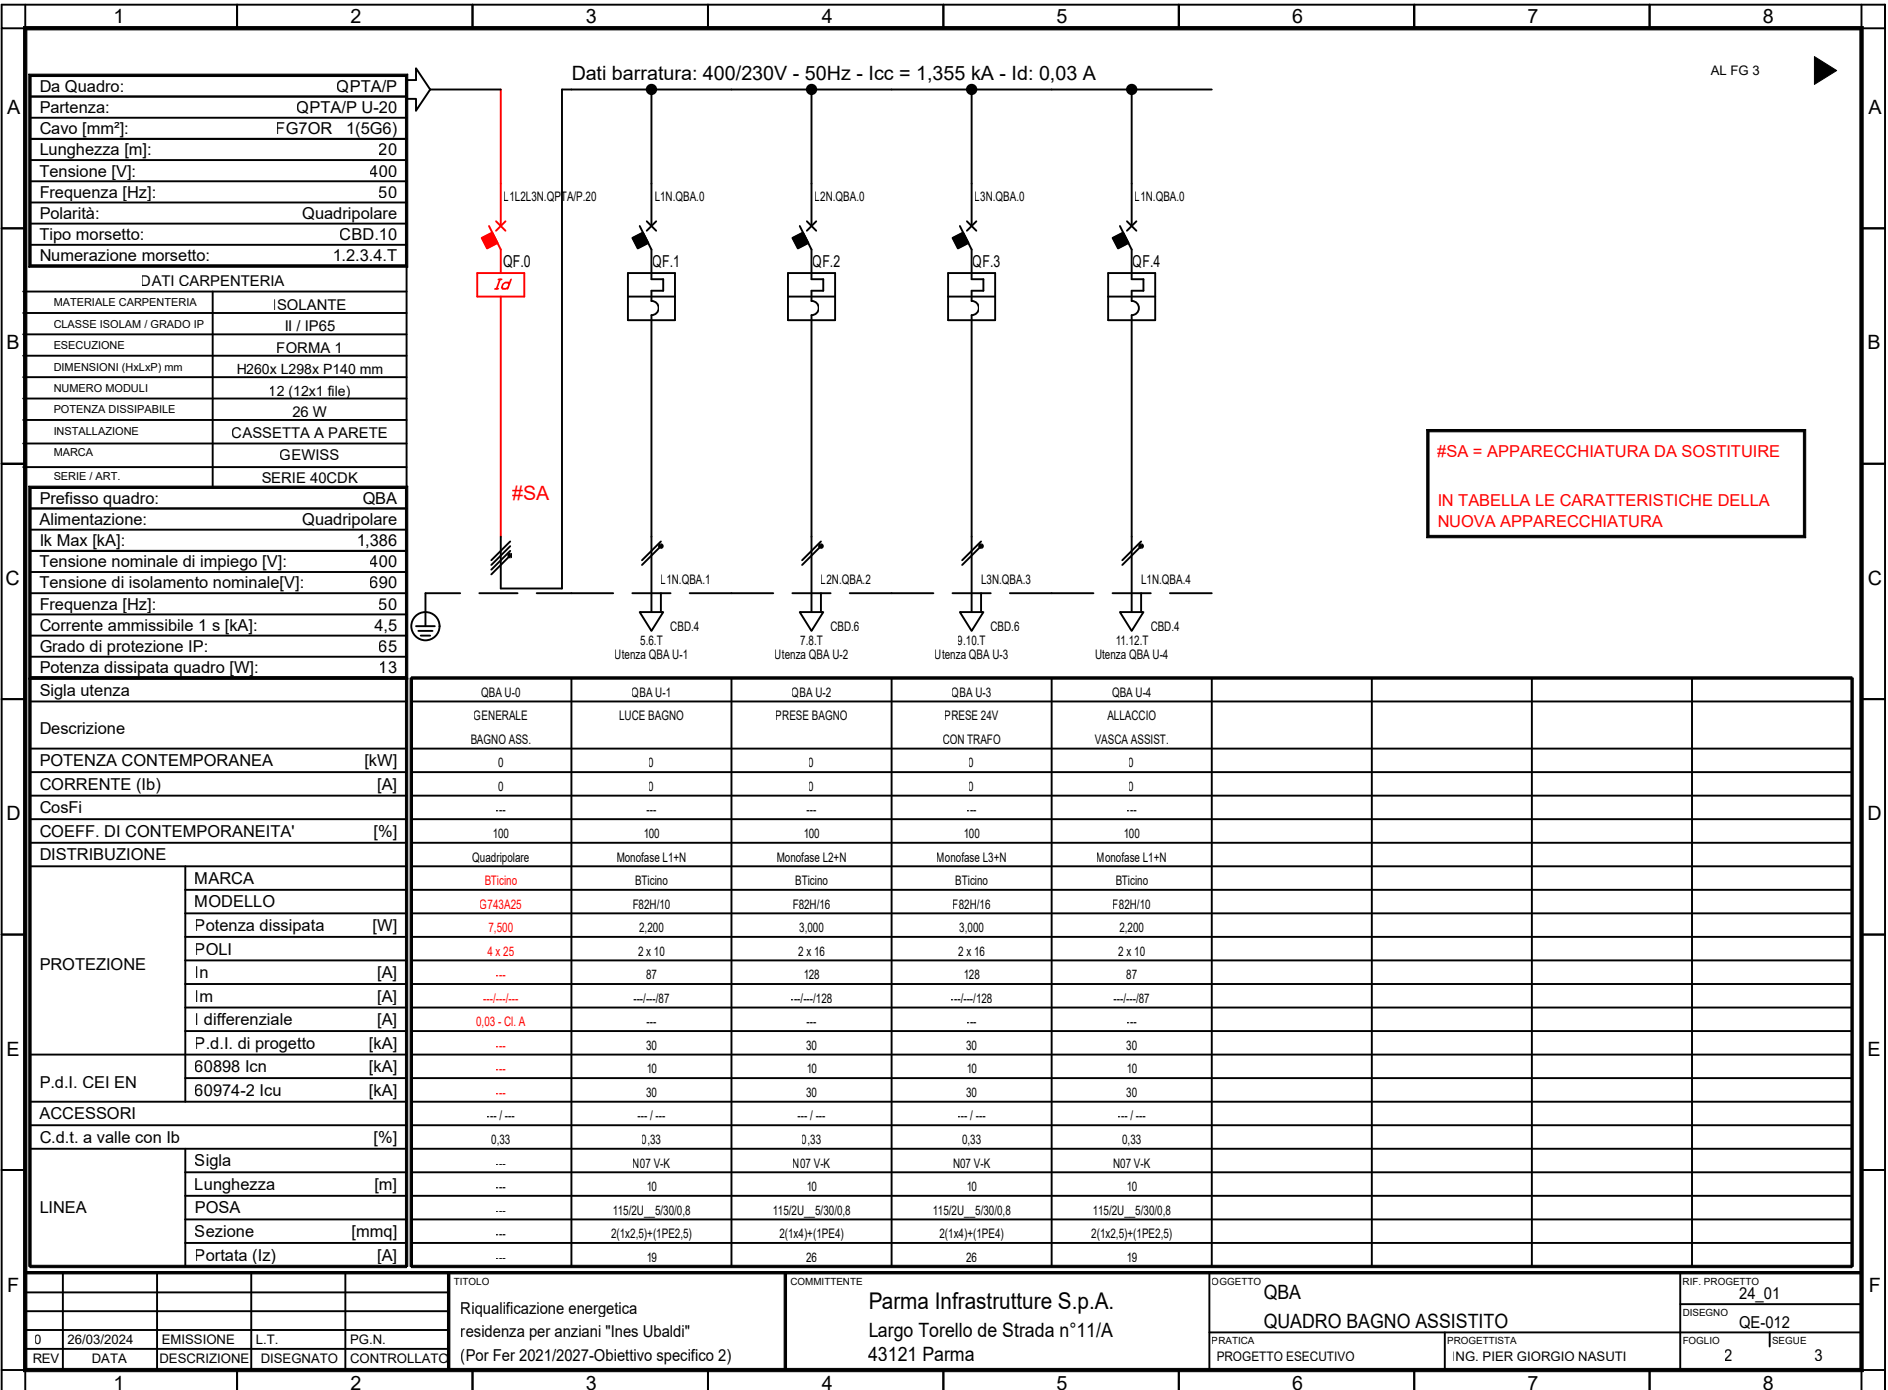 1 2 3 4 5 6 7 8
A B C D E F
Dati barratura: 400/230V - 50Hz - Icc = 1,355 kA - Id: 0,03 A
AL FG 3
Da Quadro: QPTA/P
Partenza: QPTA/P U-20
Cavo [mm²]: FG7OR 1(5G6)
Lunghezza [m]: 20
Tensione [V]: 400
Frequenza [Hz]: 50
Polarità: Quadripolare
Tipo morsetto: CBD.10
Numerazione morsetto: 1.2.3.4.T
DATI CARPENTERIA
MATERIALE CARPENTERIA ISOLANTE
CLASSE ISOLAM / GRADO IP II / IP65
ESECUZIONE FORMA 1
DIMENSIONI (HxLxP) mm H260x L298x P140 mm
NUMERO MODULI 12 (12x1 file)
POTENZA DISSIPABILE 26 W
INSTALLAZIONE CASSETTA A PARETE
MARCA GEWISS
SERIE / ART. SERIE 40CDK
Prefisso quadro: QBA
Alimentazione: Quadripolare
Ik Max [kA]: 1,386
Tensione nominale di impiego [V]: 400
Tensione di isolamento nominale[V]: 690
Frequenza [Hz]: 50
Corrente ammissibile 1 s [kA]: 4,5
Grado di protezione IP: 65
Potenza dissipata quadro [W]: 13
L1L2L3N.QPTA/P.20 L1N.QBA.0 L2N.QBA.0 L3N.QBA.0 L1N.QBA.0
QF.0 QF.1 QF.2 QF.3 QF.4
Id
#SA
#SA = APPARECCHIATURA DA SOSTITUIRE
IN TABELLA LE CARATTERISTICHE DELLA
NUOVA APPARECCHIATURA
L1N.QBA.1 L2N.QBA.2 L3N.QBA.3 L1N.QBA.4
CBD.4 CBD.6 CBD.6 CBD.4
5.6.T 7.8.T 9.10.T 11.12.T
Utenza QBA U-1 Utenza QBA U-2 Utenza QBA U-3 Utenza QBA U-4
Sigla utenza QBA U-0 QBA U-1 QBA U-2 QBA U-3 QBA U-4
Descrizione GENERALE LUCE BAGNO PRESE BAGNO PRESE 24V ALLACCIO
BAGNO ASS. CON TRAFO VASCA ASSIST.
POTENZA CONTEMPORANEA [kW] 0 0 0 0 0
CORRENTE (Ib) [A] 0 0 0 0 0
CosFi --- --- --- --- ---
COEFF. DI CONTEMPORANEITA' [%] 100 100 100 100 100
DISTRIBUZIONE Quadripolare Monofase L1+N Monofase L2+N Monofase L3+N Monofase L1+N
PROTEZIONE
MARCA BTicino BTicino BTicino BTicino BTicino
MODELLO G743A25 F82H/10 F82H/16 F82H/16 F82H/10
Potenza dissipata [W] 7,500 2,200 3,000 3,000 2,200
POLI 4 x 25 2 x 10 2 x 16 2 x 16 2 x 10
In [A] --- 87 128 128 87
Im [A] ---/---/--- ---/---/87 ---/---/128 ---/---/128 ---/---/87
I differenziale [A] 0,03 - Cl. A --- --- --- ---
P.d.I. di progetto [kA] --- 30 30 30 30
P.d.I. CEI EN
60898 Icn [kA] --- 10 10 10 10
60974-2 Icu [kA] --- 30 30 30 30
ACCESSORI --- / --- --- / --- --- / --- --- / --- --- / ---
C.d.t. a valle con Ib [%] 0,33 0,33 0,33 0,33 0,33
LINEA
Sigla --- N07 V-K N07 V-K N07 V-K N07 V-K
Lunghezza [m] --- 10 10 10 10
POSA --- 115/2U__5/30/0,8 115/2U__5/30/0,8 115/2U__5/30/0,8 115/2U__5/30/0,8
Sezione [mmq] --- 2(1x2,5)+(1PE2,5) 2(1x4)+(1PE4) 2(1x4)+(1PE4) 2(1x2,5)+(1PE2,5)
Portata (Iz) [A] --- 19 26 26 19
0 26/03/2024 EMISSIONE L.T. PG.N.
REV DATA DESCRIZIONE DISEGNATO CONTROLLATO
TITOLO
Riqualificazione energetica
residenza per anziani "Ines Ubaldi"
(Por Fer 2021/2027-Obiettivo specifico 2)
COMMITTENTE
Parma Infrastrutture S.p.A.
Largo Torello de Strada n°11/A
43121 Parma
OGGETTO
QBA
QUADRO BAGNO ASSISTITO
PRATICA
PROGETTO ESECUTIVO
PROGETTISTA
ING. PIER GIORGIO NASUTI
RIF. PROGETTO
24_01
DISEGNO
QE-012
FOGLIO SEGUE
2 3
1 2 3 4 5 6 7 8
A B C D E F